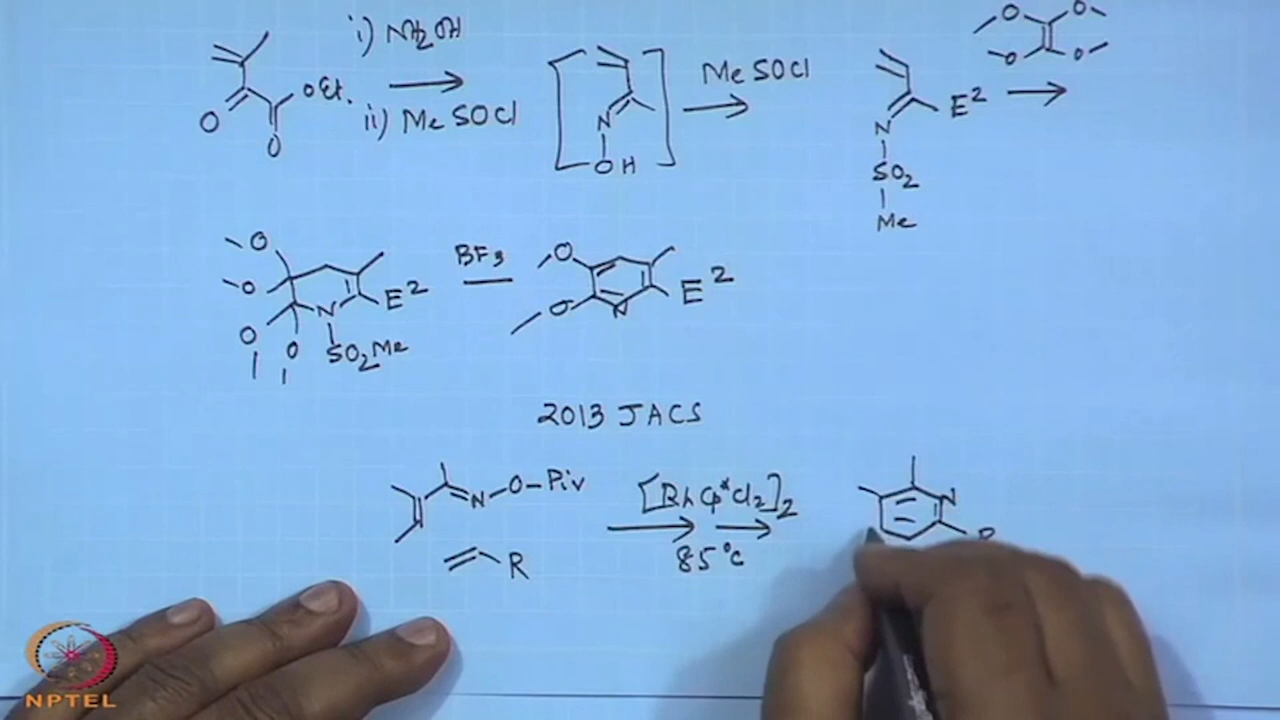 i) NH2OH
ii) MeSOCl
OEt.
O
O
N
OH
MeSOCl
E2
N
SO2
Me
O O
O O
O
O
O
O
N
E2
SO2Me
BF3
O
O
N
E2
2013 JACS
N-O-Piv
R
[RhCp*Cl2]2
85°C
N
R
NPTEL